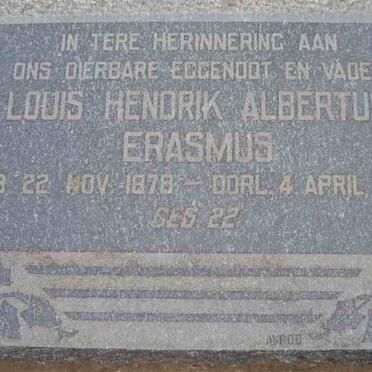 IN TERE HERINNERING AAN
ONS DIERBARE EGGENOOT EN VADE
LOUIS HENDRIK ALBERTU
ERASMUS
B. 22 NOV. 1878 – OORL. 4 APRIL
GES. 22